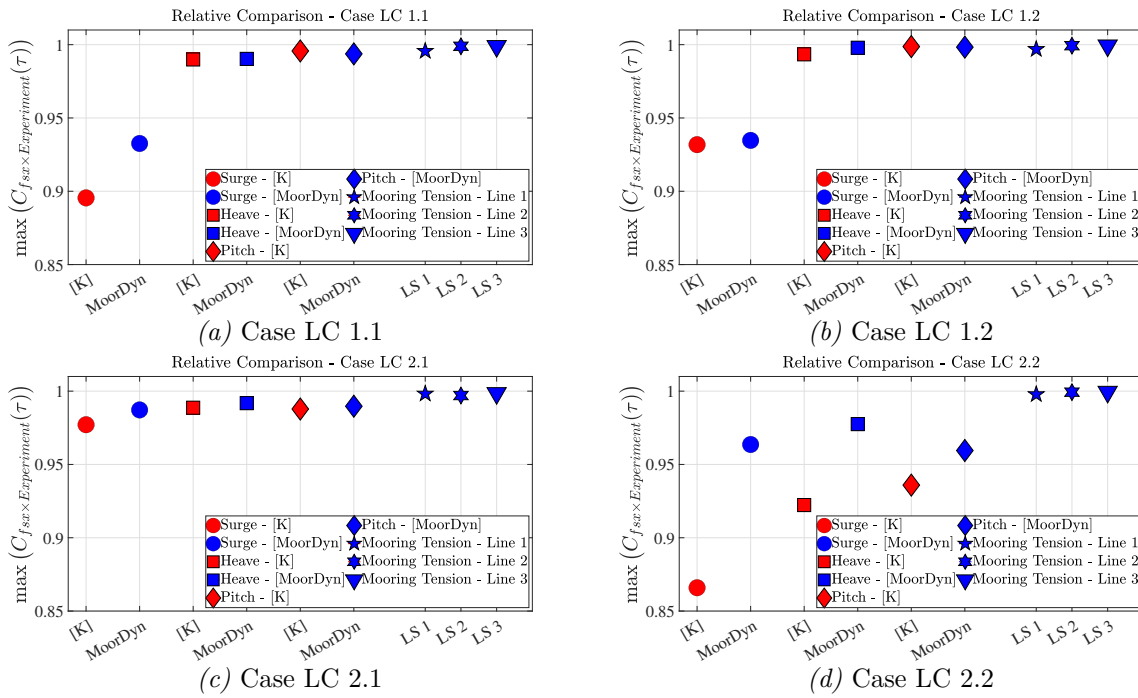 Relative Comparison - Case LC 1.1
max (C_{fsx×Experiment}(τ))
1
0.95
0.9
0.85
Surge - [K]
Surge - [MoorDyn]
Heave - [K]
Heave - [MoorDyn]
Pitch - [K]
Pitch - [MoorDyn]
Mooring Tension - Line 1
Mooring Tension - Line 2
Mooring Tension - Line 3
[K] MoorDyn [K] MoorDyn [K] MoorDyn LS 1 LS 2 LS 3
(a) Case LC 1.1
Relative Comparison - Case LC 1.2
max (C_{fsx×Experiment}(τ))
1
0.95
0.9
0.85
Surge - [K]
Surge - [MoorDyn]
Heave - [K]
Heave - [MoorDyn]
Pitch - [K]
Pitch - [MoorDyn]
Mooring Tension - Line 1
Mooring Tension - Line 2
Mooring Tension - Line 3
[K] MoorDyn [K] MoorDyn [K] MoorDyn LS 1 LS 2 LS 3
(b) Case LC 1.2
Relative Comparison - Case LC 2.1
max (C_{fsx×Experiment}(τ))
1
0.95
0.9
0.85
Surge - [K]
Surge - [MoorDyn]
Heave - [K]
Heave - [MoorDyn]
Pitch - [K]
Pitch - [MoorDyn]
Mooring Tension - Line 1
Mooring Tension - Line 2
Mooring Tension - Line 3
[K] MoorDyn [K] MoorDyn [K] MoorDyn LS 1 LS 2 LS 3
(c) Case LC 2.1
Relative Comparison - Case LC 2.2
max (C_{fsx×Experiment}(τ))
1
0.95
0.9
0.85
Surge - [K]
Surge - [MoorDyn]
Heave - [K]
Heave - [MoorDyn]
Pitch - [K]
Pitch - [MoorDyn]
Mooring Tension - Line 1
Mooring Tension - Line 2
Mooring Tension - Line 3
[K] MoorDyn [K] MoorDyn [K] MoorDyn LS 1 LS 2 LS 3
(d) Case LC 2.2